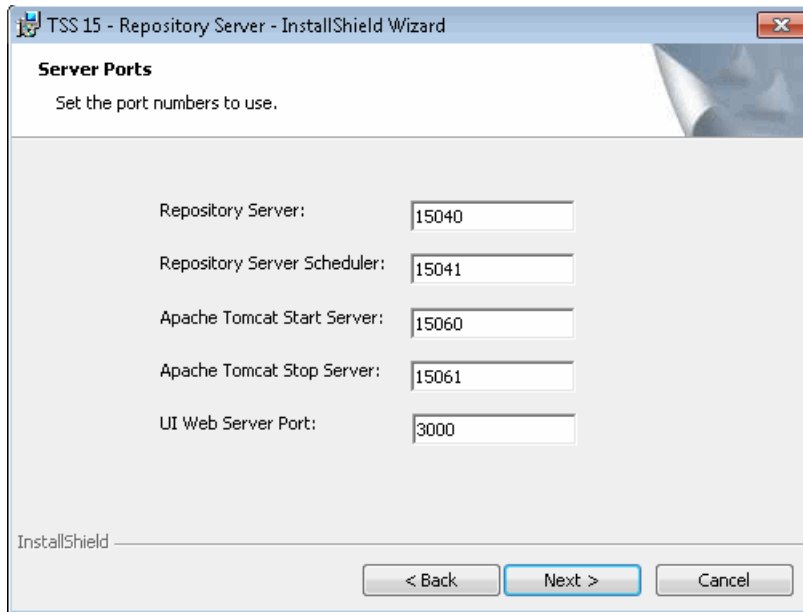 TSS 15 - Repository Server - InstallShield Wizard
Server Ports
Set the port numbers to use.
Repository Server: 15040
Repository Server Scheduler: 15041
Apache Tomcat Start Server: 15060
Apache Tomcat Stop Server: 15061
UI Web Server Port: 3000
InstallShield
< Back Next > Cancel